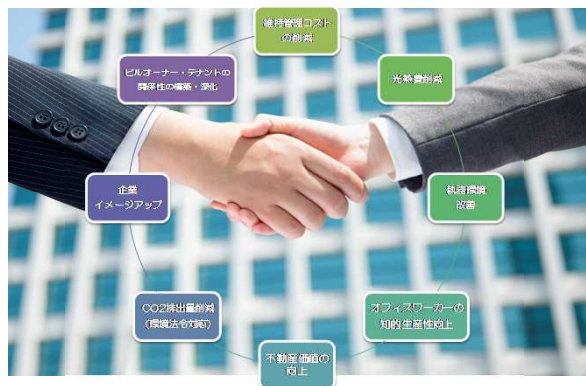 維持管理コスト
の削減
光熱費削減
執務環境
改善
オフィスワーカーの
知的生産性向上
不動産価値の
向上
CO2排出量削減
(環境法令対応)
企業
イメージアップ
ビルオーナー・テナントの
関係性の構築・深化